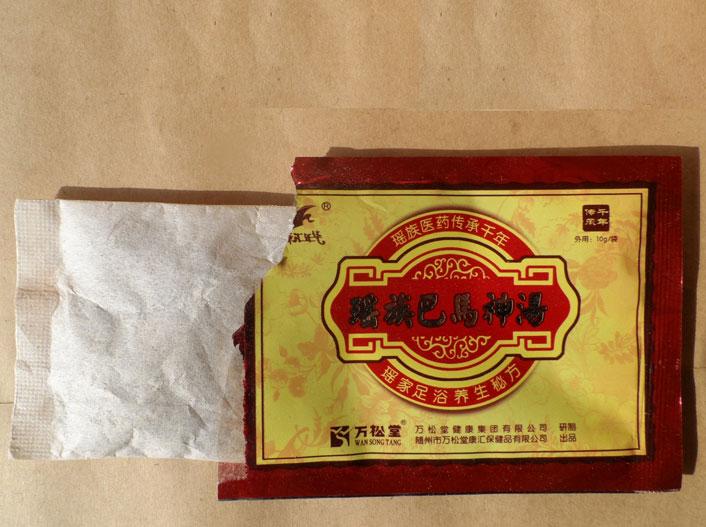 ®
千年
传承
外用：10g/袋
瑶族医药传承千年
瑶族巴馬神湯
瑶家足浴养生秘方
万松堂®
WAN SONG TANG
万松堂健康集团有限公司 研制
随州市万松堂康汇保健品有限公司 出品